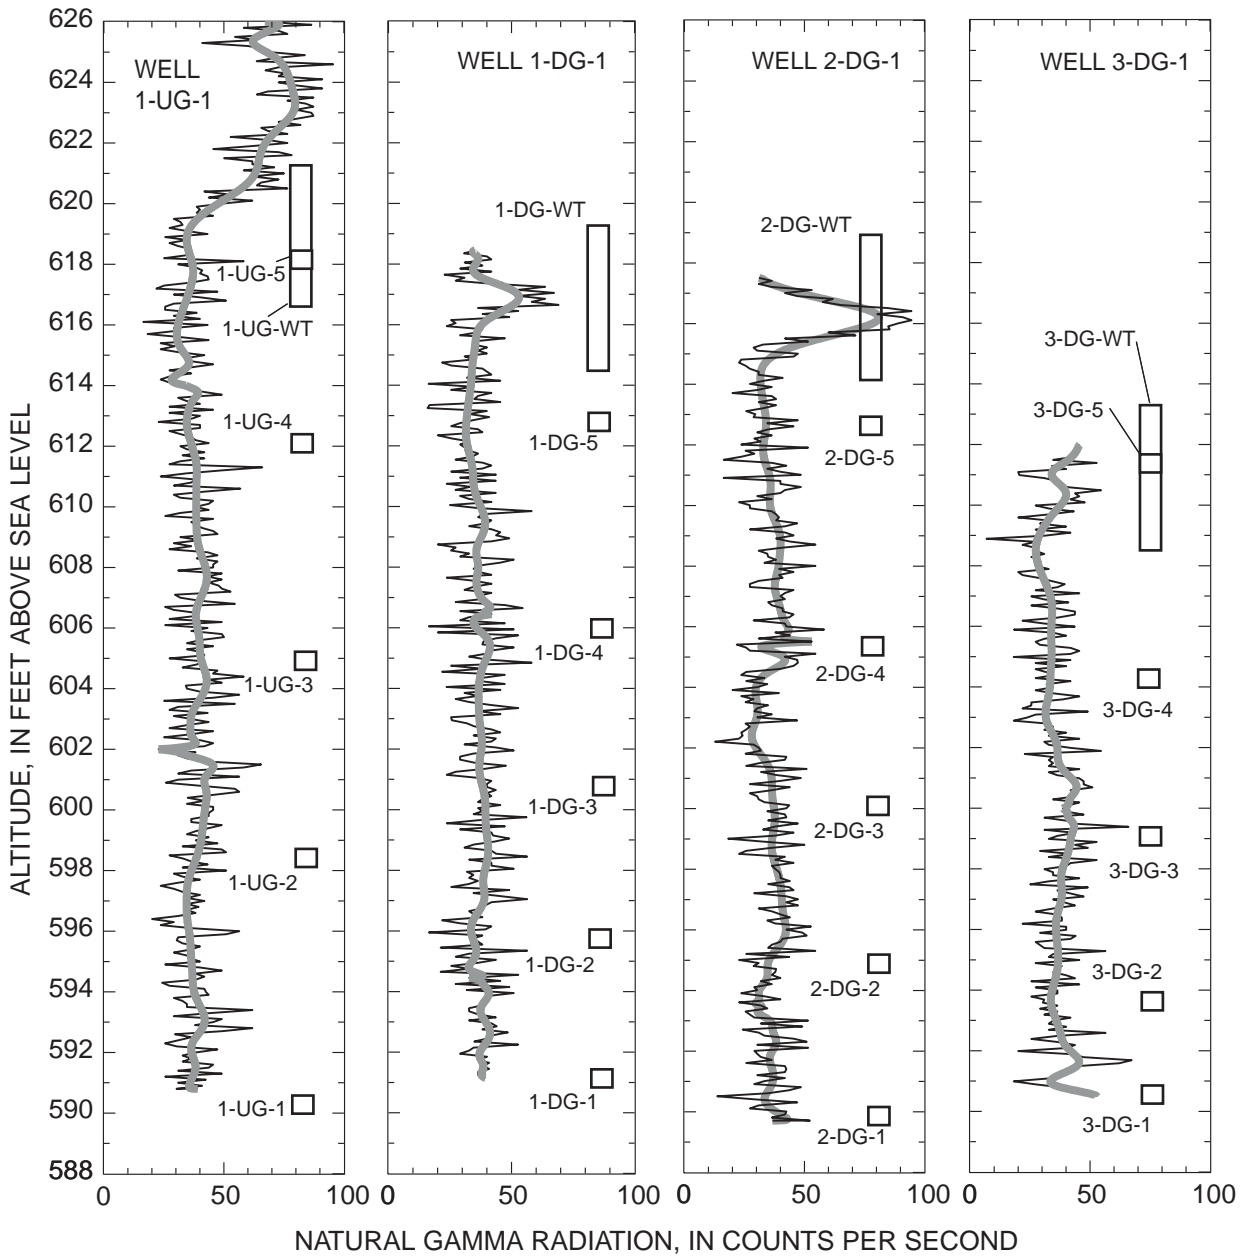 626
624
622
620
618
616
614
612
610
608
606
604
602
600
598
596
594
592
590
588
ALTITUDE, IN FEET ABOVE SEA LEVEL
WELL
1-UG-1
1-UG-5
1-UG-WT
1-UG-4
1-UG-3
1-UG-2
1-UG-1
0
50
100
WELL 1-DG-1
1-DG-WT
1-DG-5
1-DG-4
1-DG-3
1-DG-2
1-DG-1
0
50
100
WELL 2-DG-1
2-DG-WT
2-DG-5
2-DG-4
2-DG-3
2-DG-2
2-DG-1
0
50
100
WELL 3-DG-1
3-DG-WT
3-DG-5
3-DG-4
3-DG-3
3-DG-2
3-DG-1
0
50
100
NATURAL GAMMA RADIATION, IN COUNTS PER SECOND